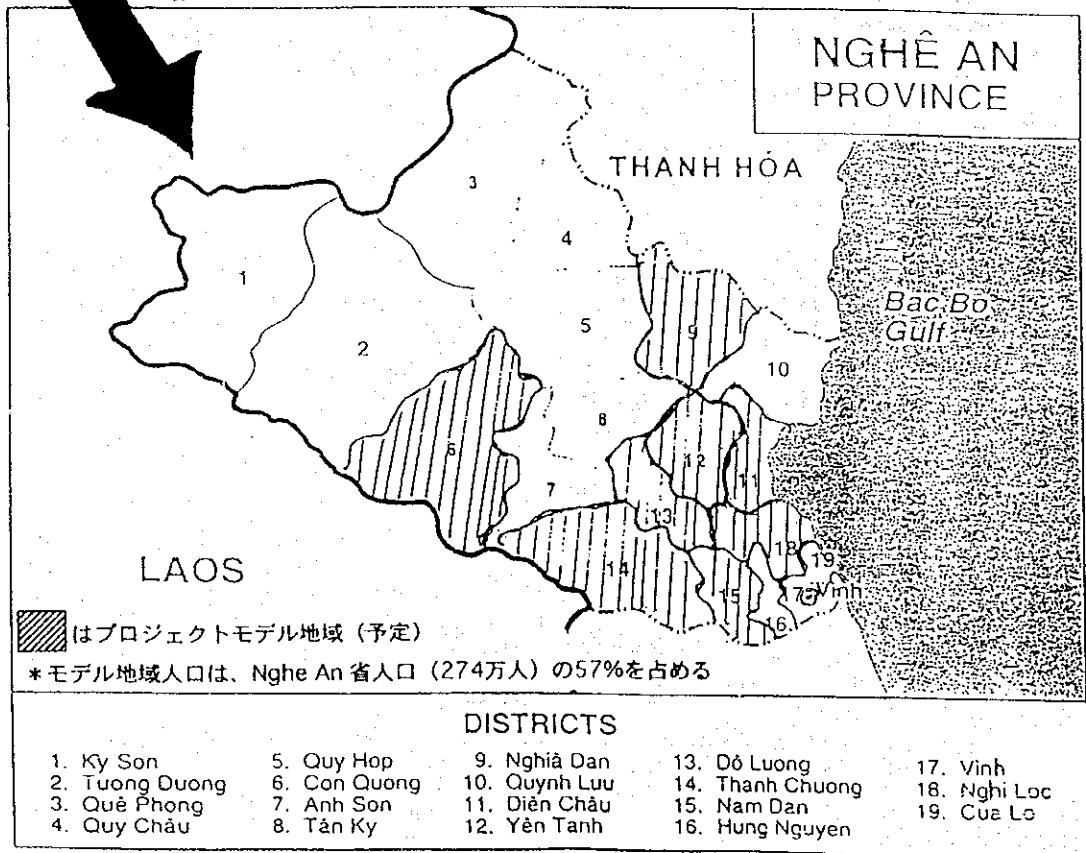 NGHÊ AN
PROVINCE
THANH HÓA
3
4
1
Bac Bo
Gulf
5
2
9
10
8
12
6
11
7
13
18
19
LAOS
14
17
Vinh
15
16
はプロジェクトモデル地域（予定）
＊モデル地域人口は、Nghe An 省人口（274万人）の57%を占める
DISTRICTS
1. Ky Son
2. Tuong Duong
3. Quê Phong
4. Quy Châu
5. Quy Hop
6. Con Quong
7. Anh Son
8. Tân Ky
9. Nghiâ Dan
10. Quynh Luu
11. Diên Châu
12. Yên Tanh
13. Dô Luong
14. Thanh Chuong
15. Nam Dan
16. Hung Nguyen
17. Vinh
18. Nghi Loc
19. Cua Lo